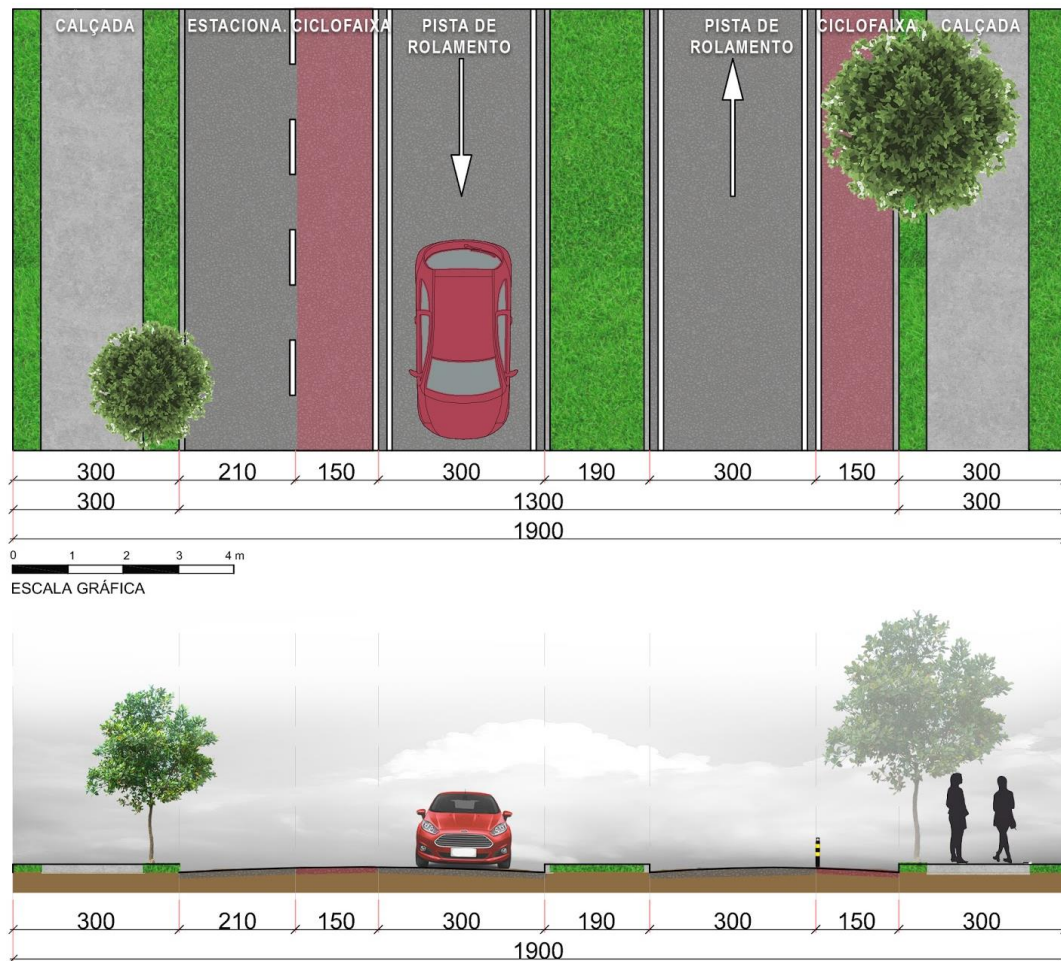 CALÇADA ESTACIONA. CICLOFAIXA PISTA DE ROLAMENTO PISTA DE ROLAMENTO CICLOFAIXA CALÇADA
300 210 150 300 190 300 150 300
300 1300 300
1900
0 1 2 3 4 m
ESCALA GRÁFICA
300 210 150 300 190 300 150 300
1900